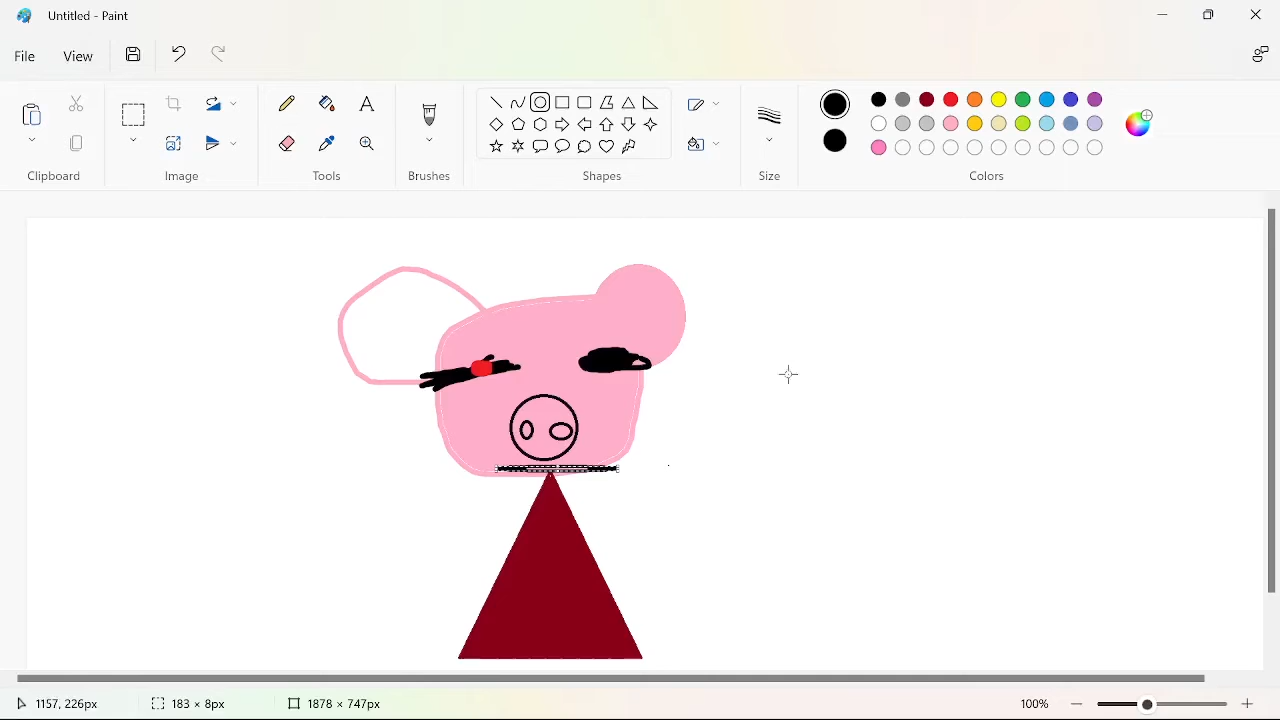 Untitled - Paint
File View
Clipboard Image Tools Brushes Shapes Size Colors
1157, 226px 183 × 8px 1878 × 747px 100%